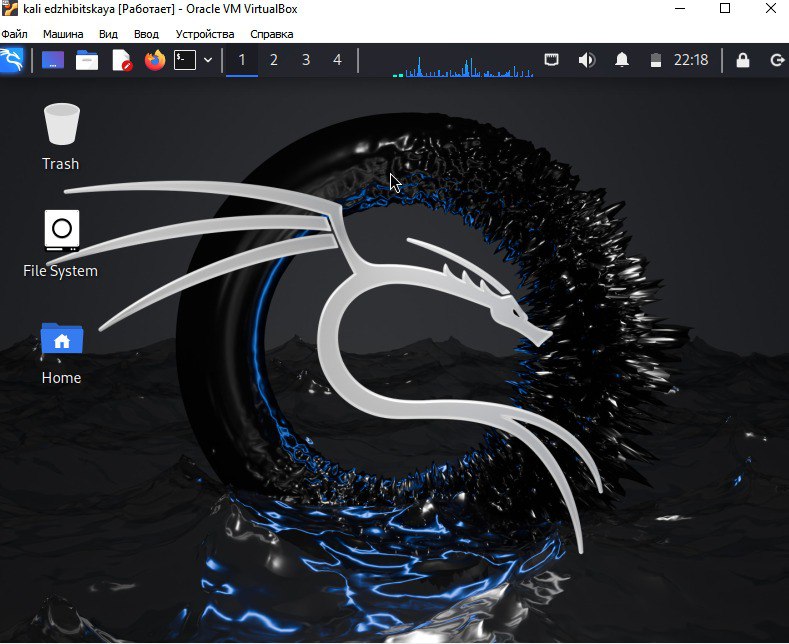 kali edzhibitskaya [Работает] - Oracle VM VirtualBox
Файл Машина Вид Ввод Устройства Справка
1 2 3 4 22:18
Trash
File System
Home